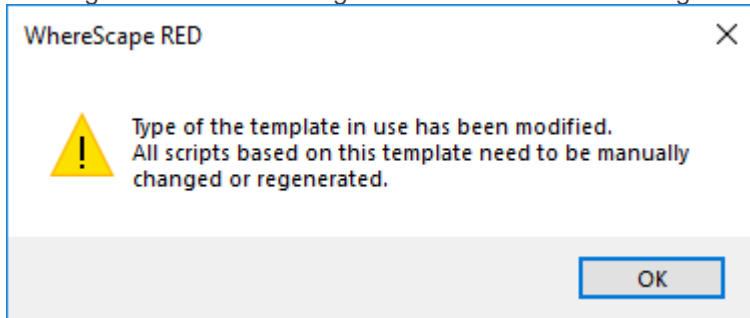 WhereScape RED
Type of the template in use has been modified.
All scripts based on this template need to be manually
changed or regenerated.
OK